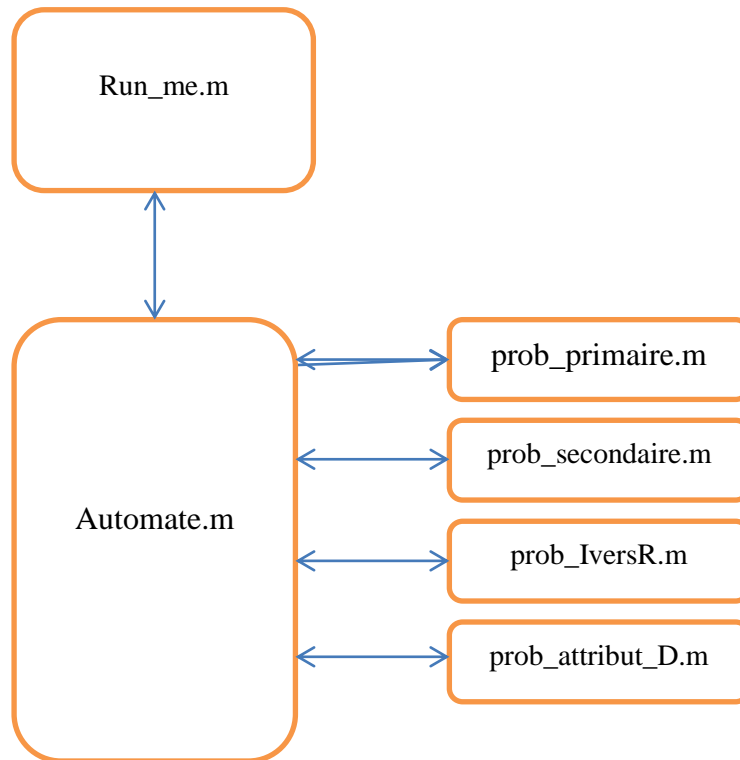 Run_me.m
prob_primaire.m
prob_secondaire.m
Automate.m
prob_IversR.m
prob_attribut_D.m